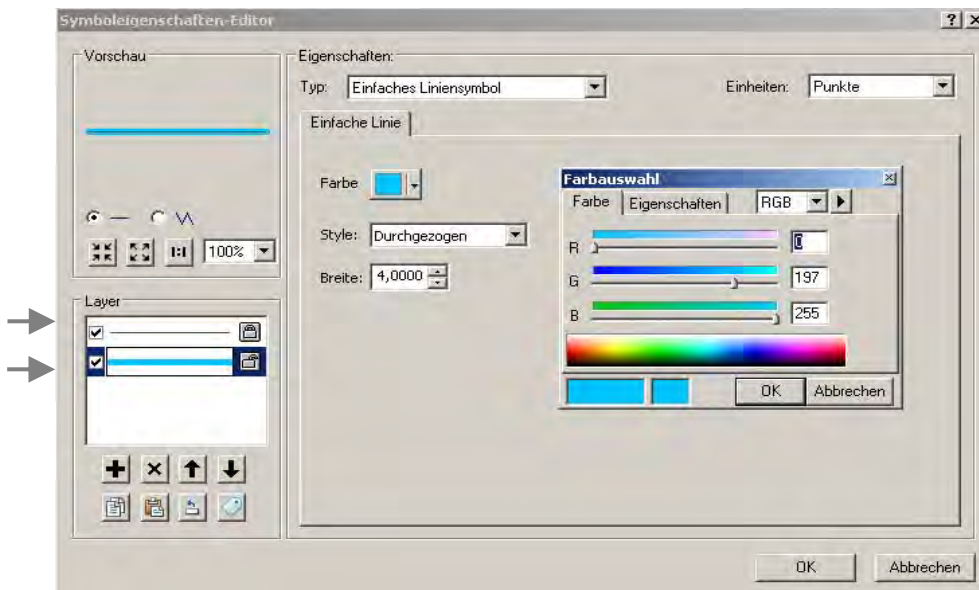 Symboleigenschaften-Editor
Vorschau
100%
Layer
Eigenschaften:
Typ: Einfaches Liniensymbol
Einheiten: Punkte
Einfache Linie
Farbe
Style: Durchgezogen
Breite: 4,0000
Farbauswahl
Farbe Eigenschaften RGB
R 0
G 197
B 255
OK Abbrechen
OK Abbrechen